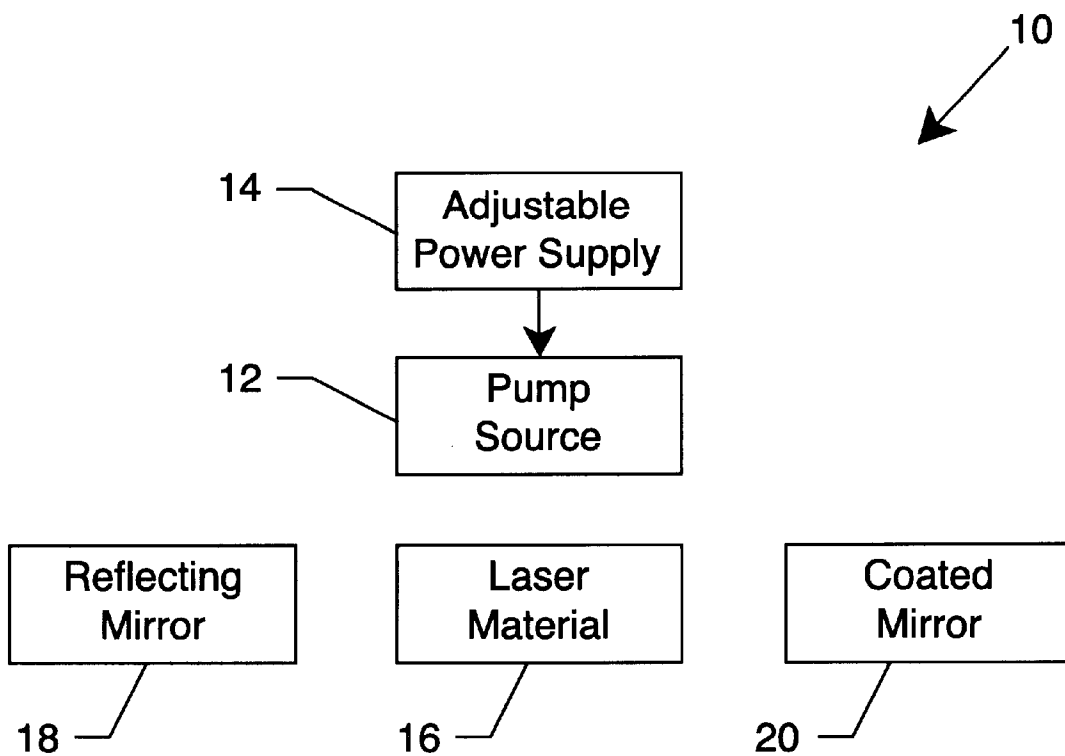 10
14
Adjustable
Power Supply
12
Pump
Source
Reflecting
Mirror
Laser
Material
Coated
Mirror
18
16
20